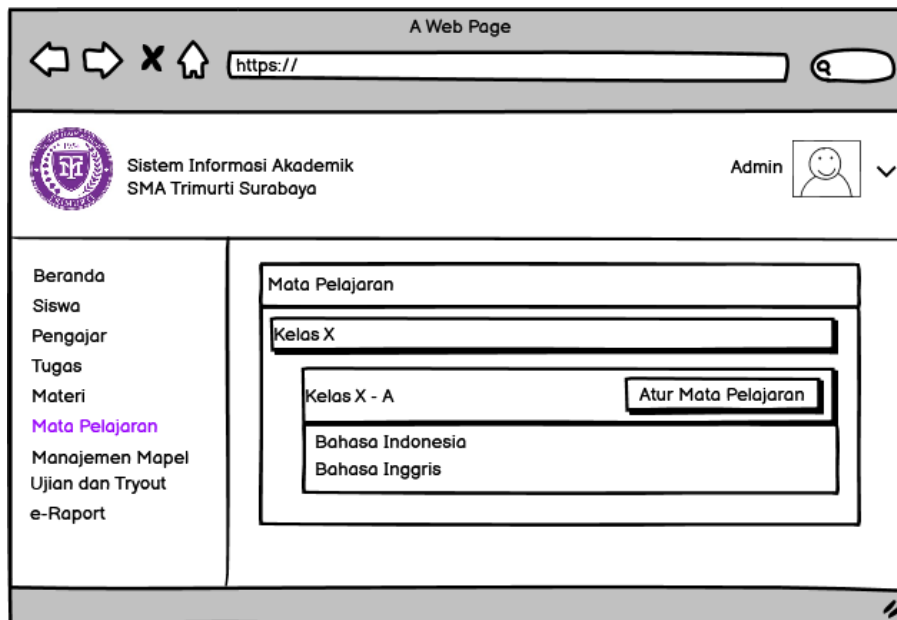 A Web Page
https://
1954
Sistem Informasi Akademik
SMA Trimurti Surabaya
Admin
Beranda
Siswa
Pengajar
Tugas
Materi
Mata Pelajaran
Manajemen Mapel
Ujian dan Tryout
e-Raport
Mata Pelajaran
Kelas X
Kelas X - A
Atur Mata Pelajaran
Bahasa Indonesia
Bahasa Inggris